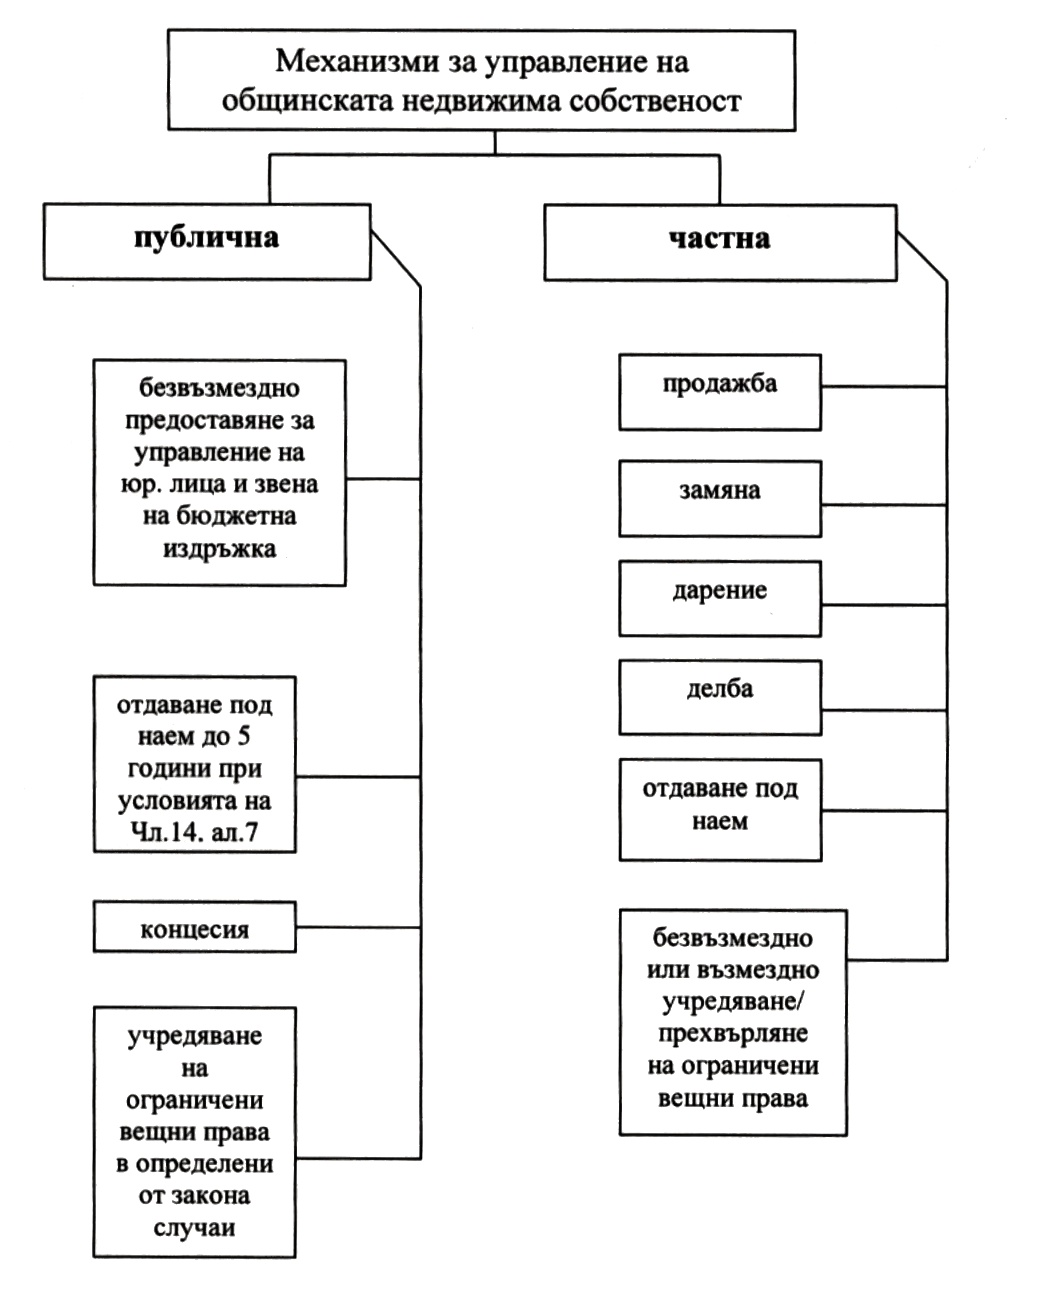 Механизми за управление на
общинската недвижима собственост
публична
безвъзмездно
предоставяне за
управление на
юр. лица и звена
на бюджетна
издръжка
отдаване под
наем до 5
години при
условията на
Чл.14. ал.7
концесия
учредяване
на
ограничени
вещни права
в определени
от закона
случаи
частна
продажба
замяна
дарение
делба
отдаване под
наем
безвъзмездно
или възмездно
учредяване/
прехвърляне
на ограничени
вещни права